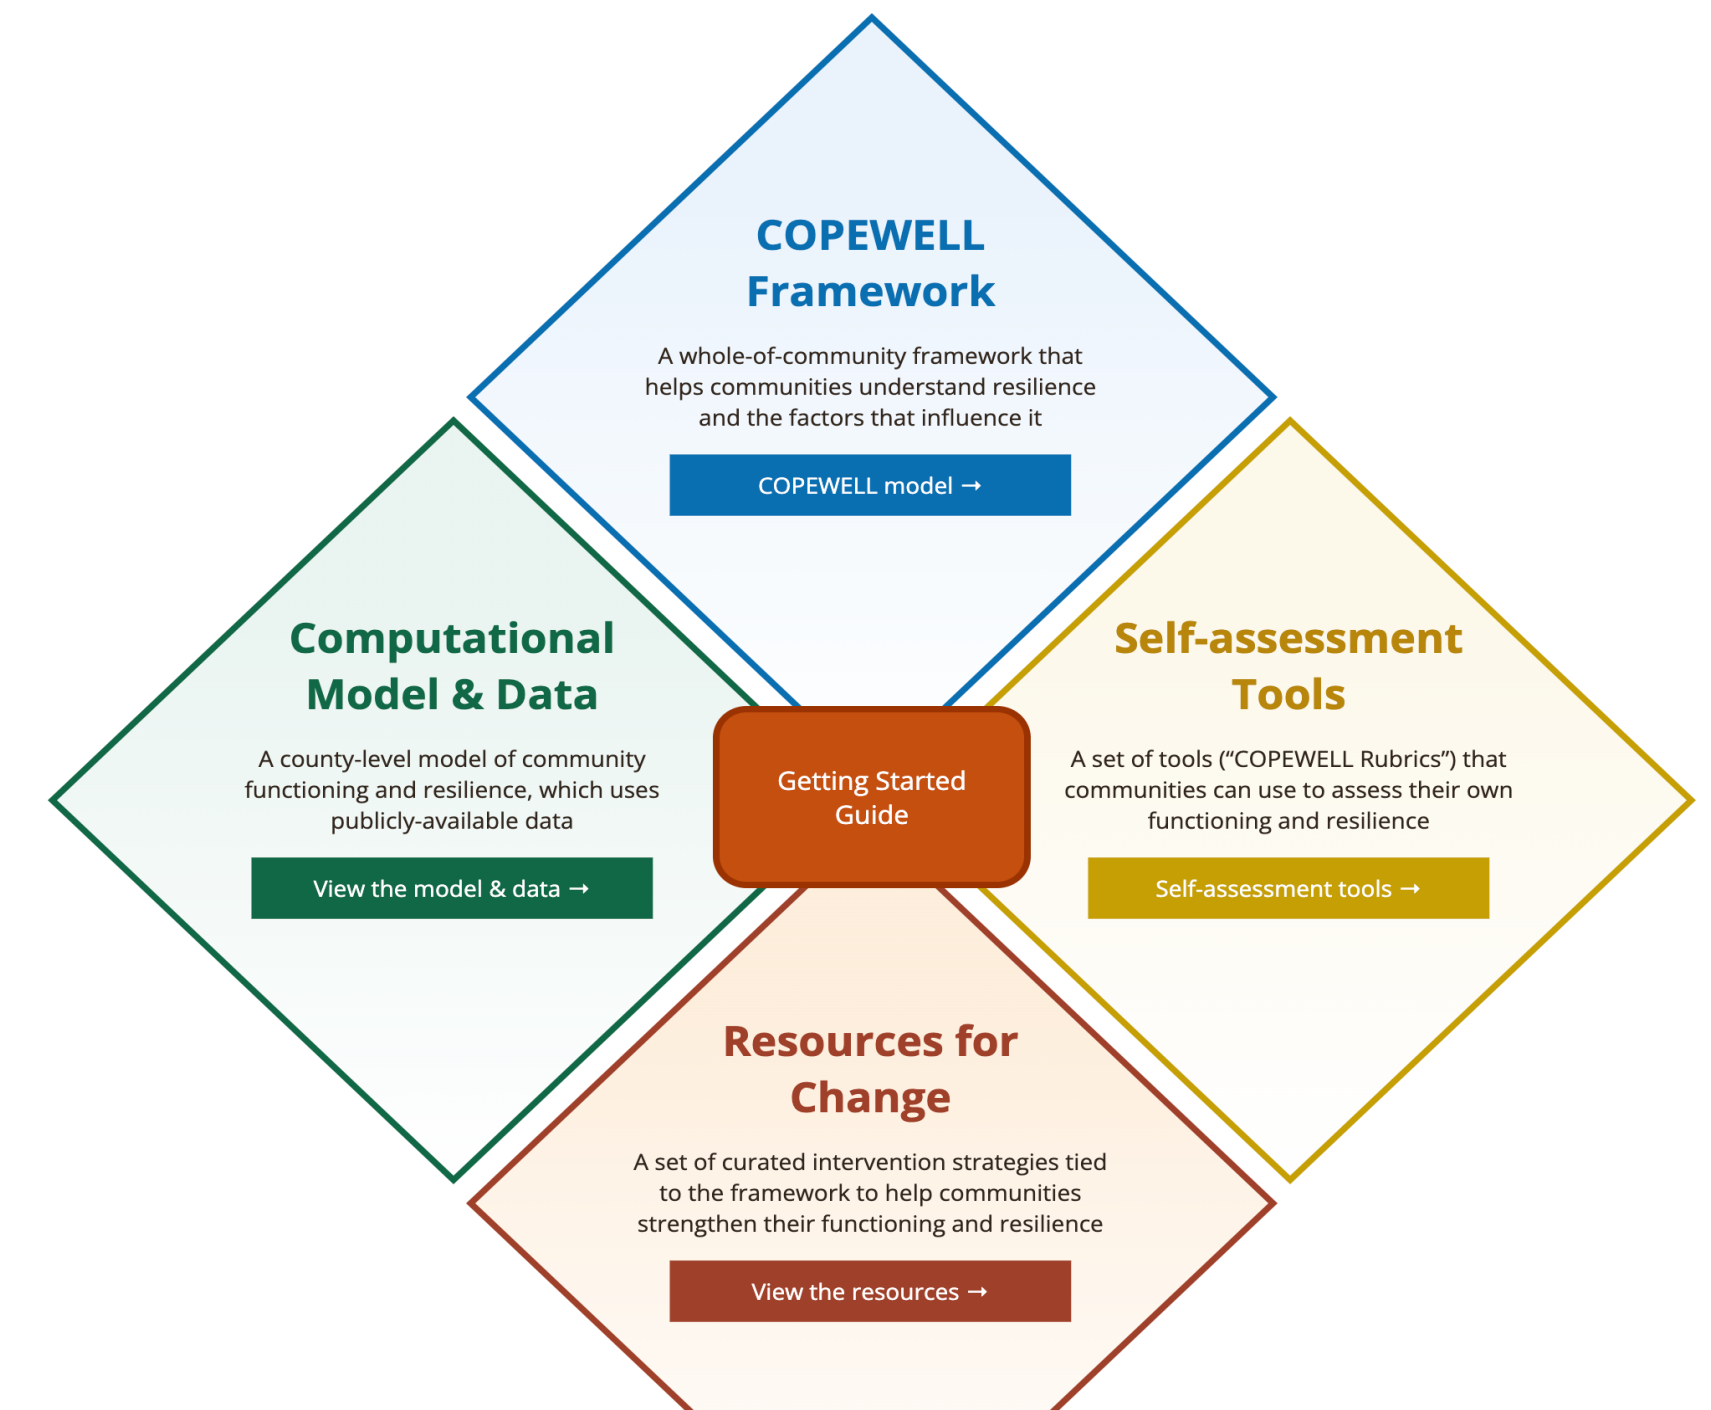 COPEWELL
Framework
A whole-of-community framework that
helps communities understand resilience
and the factors that influence it
COPEWELL model →
Computational
Model & Data
A county-level model of community
functioning and resilience, which uses
publicly-available data
View the model & data →
Getting Started
Guide
Self-assessment
Tools
A set of tools (“COPEWELL Rubrics”) that
communities can use to assess their own
functioning and resilience
Self-assessment tools →
Resources for
Change
A set of curated intervention strategies tied
to the framework to help communities
strengthen their functioning and resilience
View the resources →